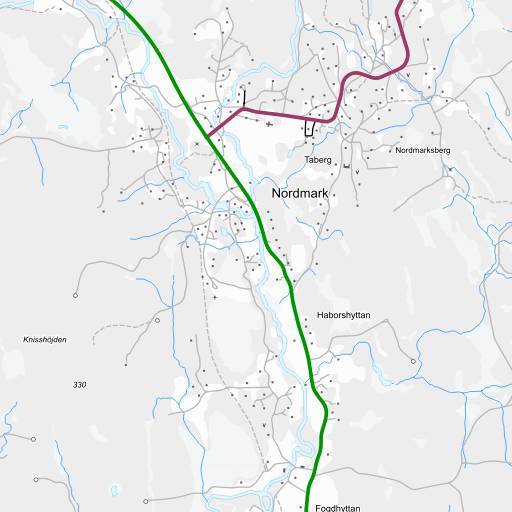 Nordmarksberg
Taberg
Nordmark
Haborshyttan
Knisshöjden
330
Fogdhyttan